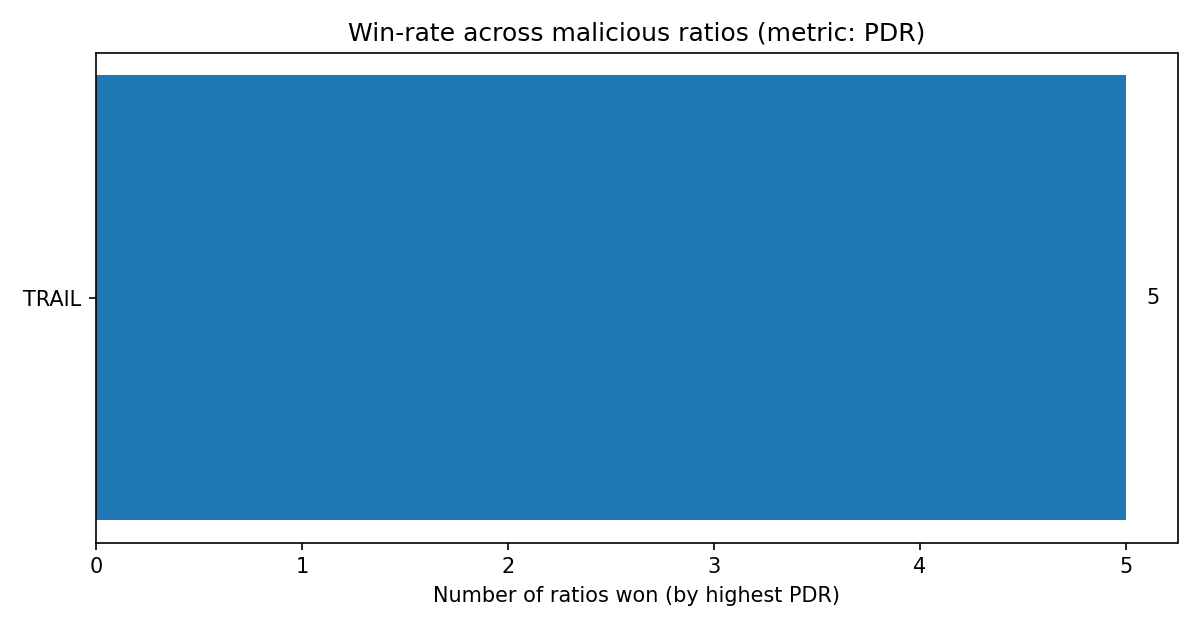 Win-rate across malicious ratios (metric: PDR)
TRAIL
5
0 1 2 3 4 5
Number of ratios won (by highest PDR)